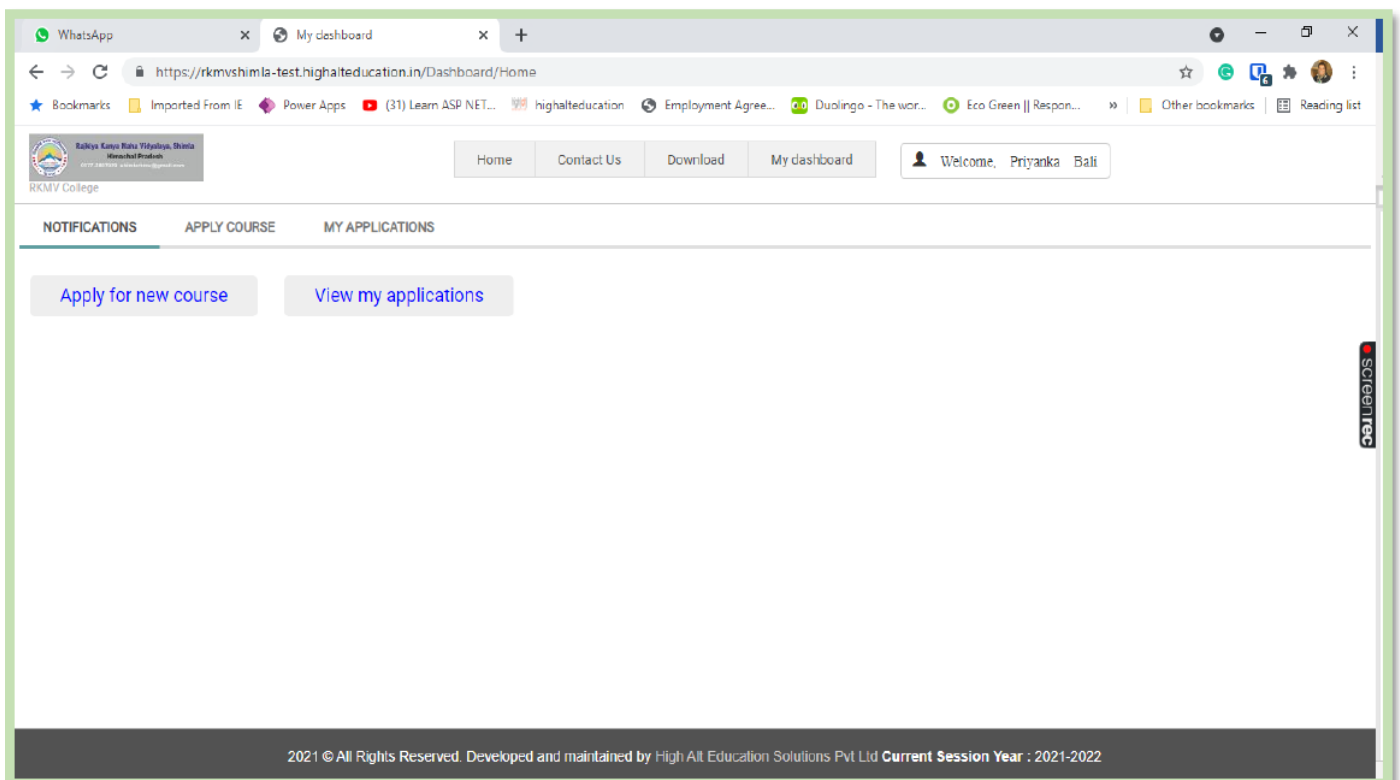 WhatsApp
My dashboard
https://rkmvshimla-test.highalteducation.in/Dashboard/Home
Bookmarks Imported From IE Power Apps (31) Learn ASP NET... highalteducation Employment Agree... Duolingo - The wor... Eco Green || Respon... » Other bookmarks Reading list
Rajkiya Kanya Maha Vidyalaya, Shimla
Himachal Pradesh
RKMV College
Home Contact Us Download My dashboard Welcome, Priyanka Bali
NOTIFICATIONS APPLY COURSE MY APPLICATIONS
Apply for new course View my applications
screenrec
2021 © All Rights Reserved. Developed and maintained by High Alt Education Solutions Pvt Ltd Current Session Year : 2021-2022